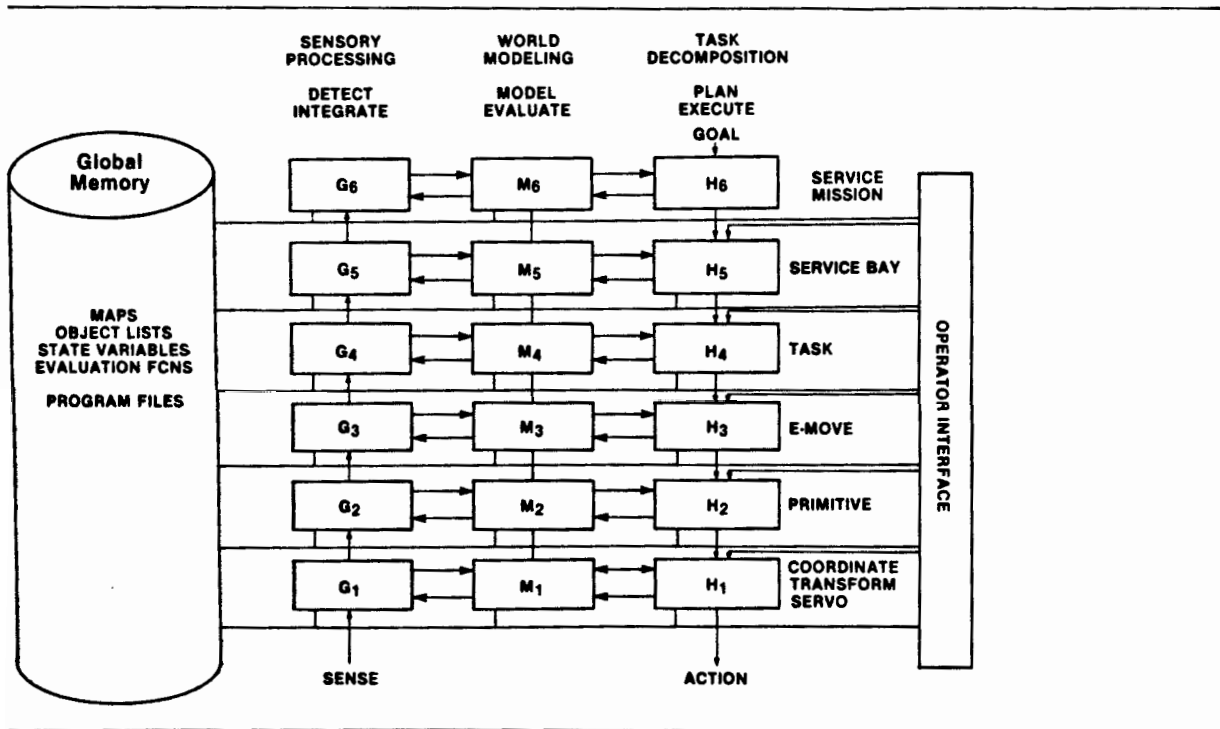 SENSORY PROCESSING
WORLD MODELING
TASK DECOMPOSITION
DETECT INTEGRATE
MODEL EVALUATE
PLAN EXECUTE
GOAL
Global
Memory
MAPS
OBJECT LISTS
STATE VARIABLES
EVALUATION FCNS
PROGRAM FILES
G6
M6
H6
SERVICE
MISSION
G5
M5
H5
SERVICE BAY
G4
M4
H4
TASK
G3
M3
H3
E-MOVE
G2
M2
H2
PRIMITIVE
G1
M1
H1
COORDINATE
TRANSFORM
SERVO
SENSE
ACTION
OPERATOR INTERFACE